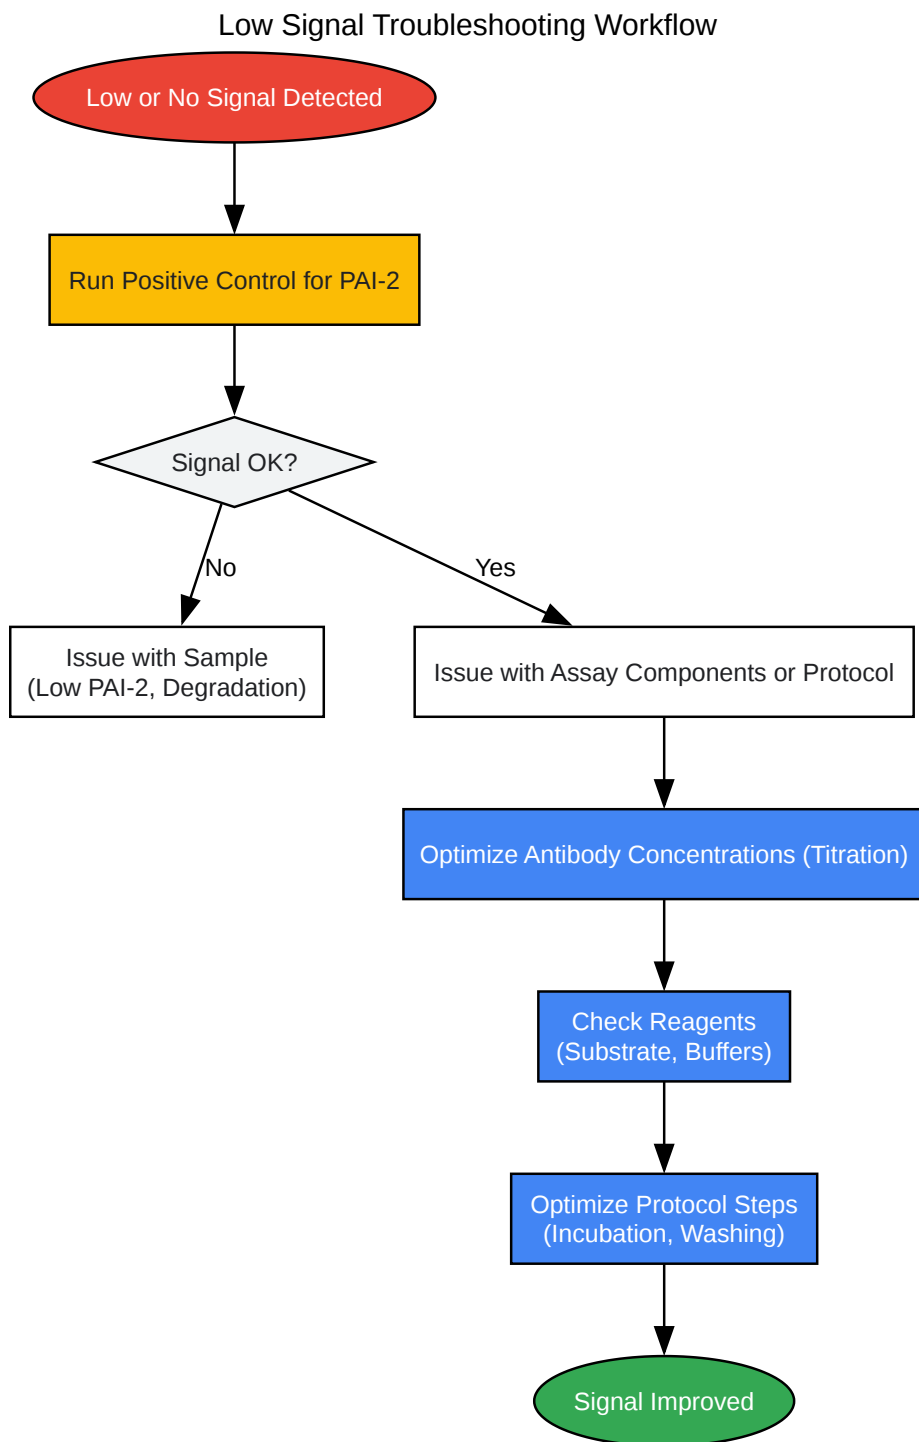 Low Signal Troubleshooting Workflow
Low or No Signal Detected
Run Positive Control for PAI-2
Signal OK?
No
Yes
Issue with Sample
(Low PAI-2, Degradation)
Issue with Assay Components or Protocol
Optimize Antibody Concentrations (Titration)
Check Reagents
(Substrate, Buffers)
Optimize Protocol Steps
(Incubation, Washing)
Signal Improved